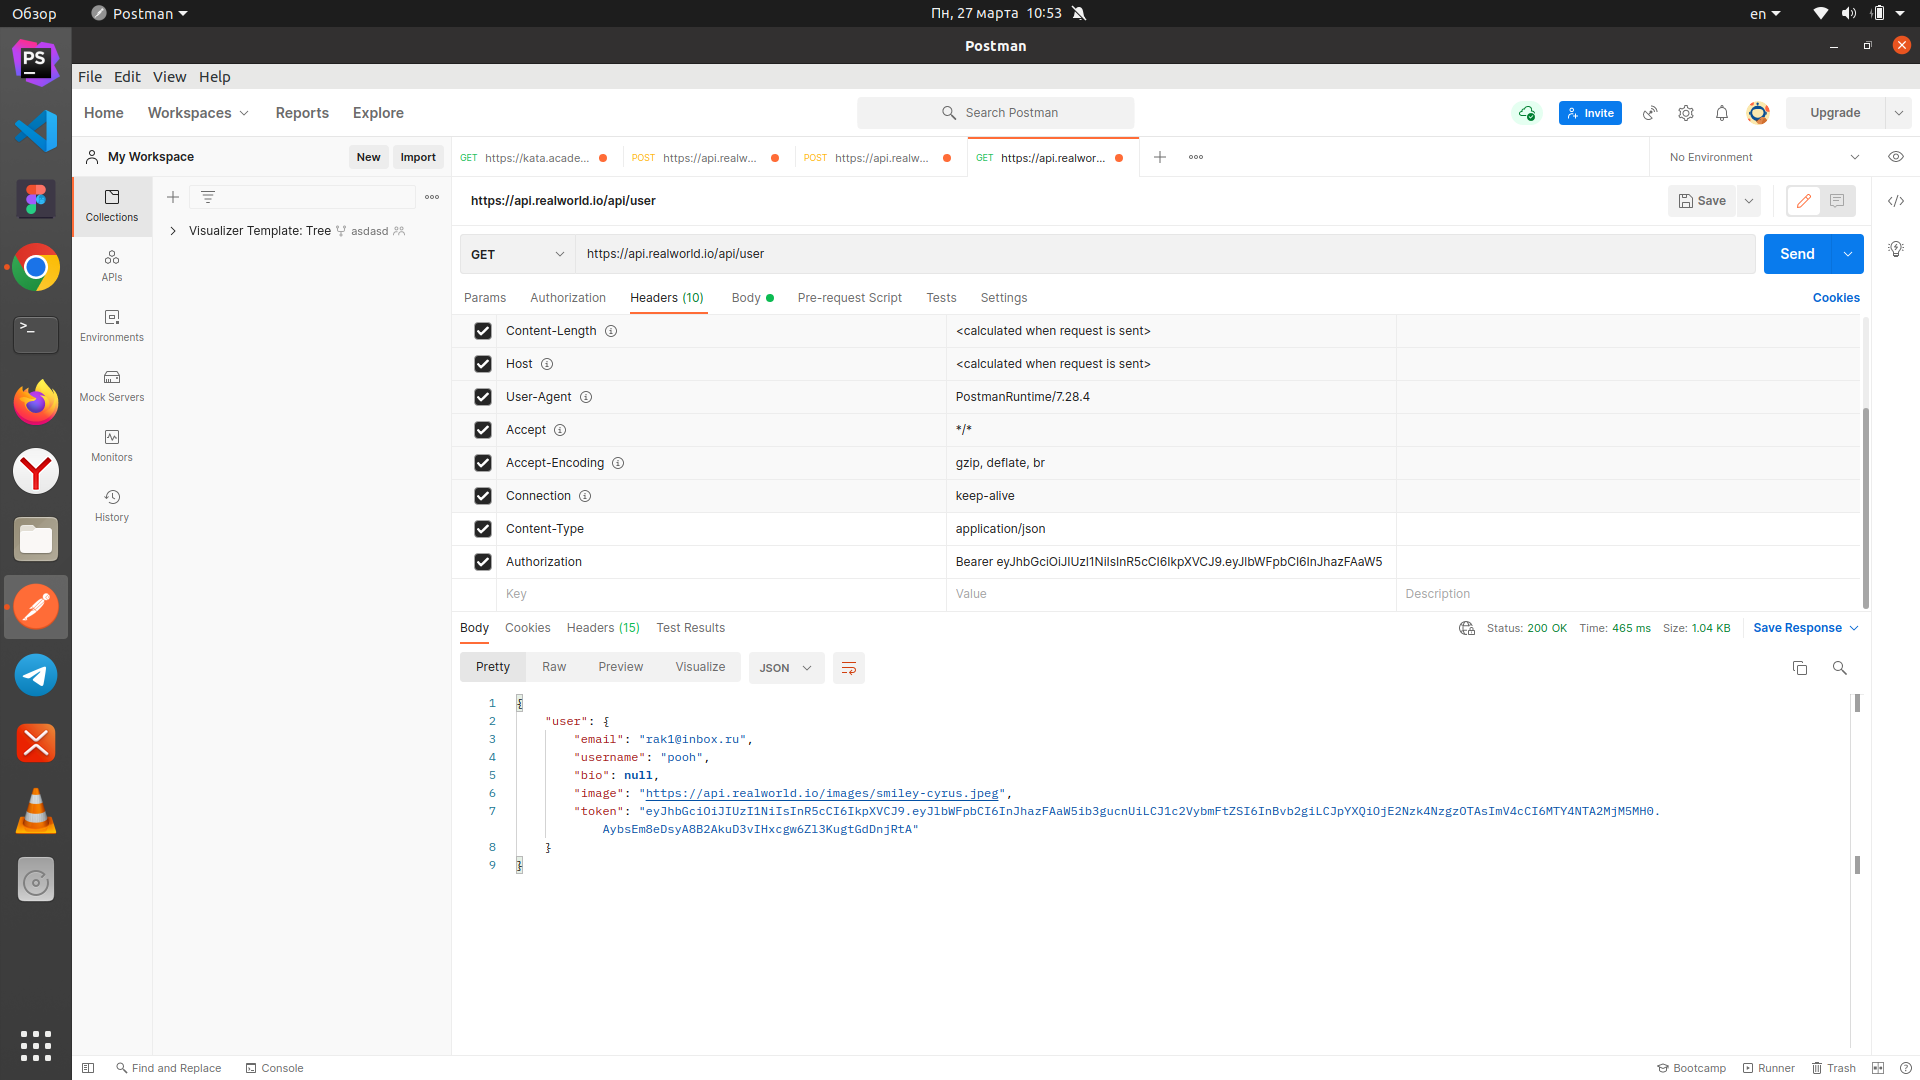 Обзор
Postman
Пн, 27 марта 10:53
en
Postman
File Edit View Help
Home Workspaces Reports Explore
Search Postman
Invite
Upgrade
My Workspace
New Import
GET https://kata.acade...
POST https://api.realw...
POST https://api.realw...
GET https://api.realwor...
No Environment
Collections
APIs
Environments
Mock Servers
Monitors
History
Visualizer Template: Tree asdasd
https://api.realworld.io/api/user
Save
GET https://api.realworld.io/api/user
Send
Params Authorization Headers (10) Body Pre-request Script Tests Settings
Cookies
Content-Length <calculated when request is sent>
Host <calculated when request is sent>
User-Agent PostmanRuntime/7.28.4
Accept */*
Accept-Encoding gzip, deflate, br
Connection keep-alive
Content-Type application/json
Authorization Bearer eyJhbGciOiJIUzI1NiIsInR5cCI6IkpXVCJ9.eyJlbWFpbCI6InJhazFAaW5
Key Value Description
Body Cookies Headers (15) Test Results
Status: 200 OK Time: 465 ms Size: 1.04 KB Save Response
Pretty Raw Preview Visualize JSON
1 {
2 "user": {
3 "email": "rak1@inbox.ru",
4 "username": "pooh",
5 "bio": null,
6 "image": "https://api.realworld.io/images/smiley-cyrus.jpeg",
7 "token": "eyJhbGciOiJIUzI1NiIsInR5cCI6IkpXVCJ9.eyJlbWFpbCI6InJhazFAaW5ib3gucnUiLCJ1c2VybmFtZSI6InBvb2giLCJpYXQiOjE2Nzk4NzgzOTAsImV4cCI6MTY4NTA2MjM5MH0.
AybsEm8eDsyA8B2AkuD3vIHxcgw6Zl3KugtGdDnjRtA"
8 }
9 }
Find and Replace Console
Bootcamp Runner Trash
PS